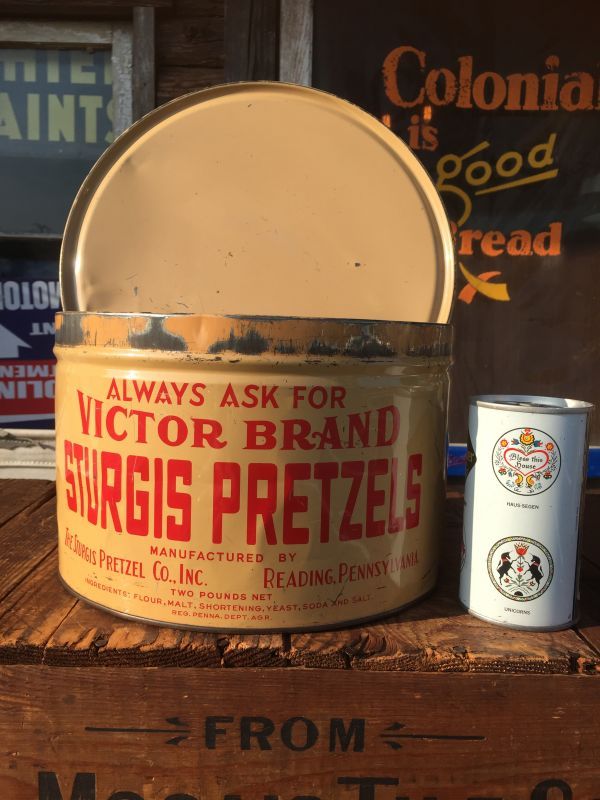 AINTS
Colonial
is
good
Bread
MOTOR
ALWAYS ASK FOR
VICTOR BRAND
STURGIS PRETZELS
MANUFACTURED BY
THE STURGIS PRETZEL CO., INC. READING, PENNSYLVANIA
TWO POUNDS NET
INGREDIENTS: FLOUR, MALT, SHORTENING, YEAST, SODA AND SALT.
REG. PENNA. DEPT. AGR.
Bless this
House
HAUS-SEGEN
UNICORNS
FROM